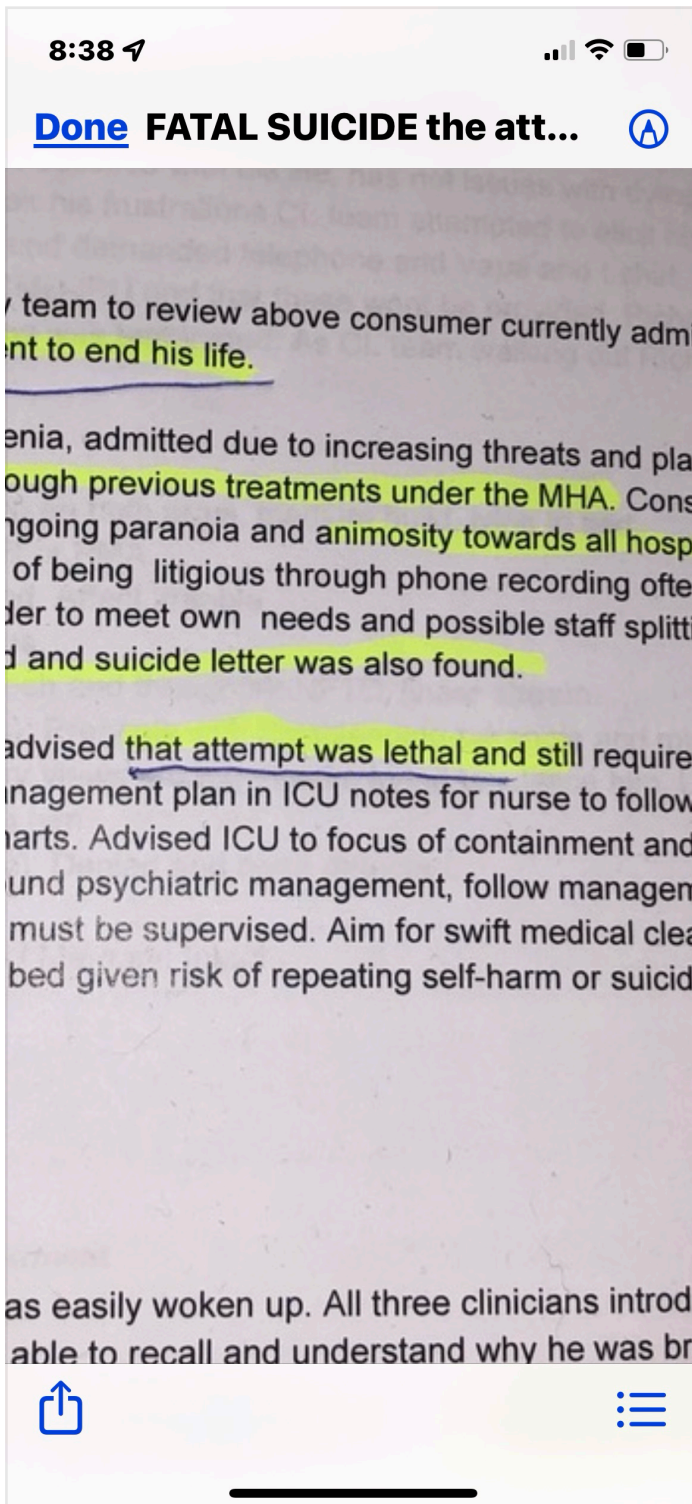 8:38
Done FATAL SUICIDE the att...
team to review above consumer currently adm
nt to end his life.
enia, admitted due to increasing threats and pla
ough previous treatments under the MHA. Cons
ngoing paranoia and animosity towards all hosp
of being litigious through phone recording ofte
der to meet own needs and possible staff splitti
d and suicide letter was also found.
advised that attempt was lethal and still require
nagement plan in ICU notes for nurse to follow
arts. Advised ICU to focus of containment and
und psychiatric management, follow managem
must be supervised. Aim for swift medical clea
bed given risk of repeating self-harm or suicid
as easily woken up. All three clinicians introd
able to recall and understand why he was br